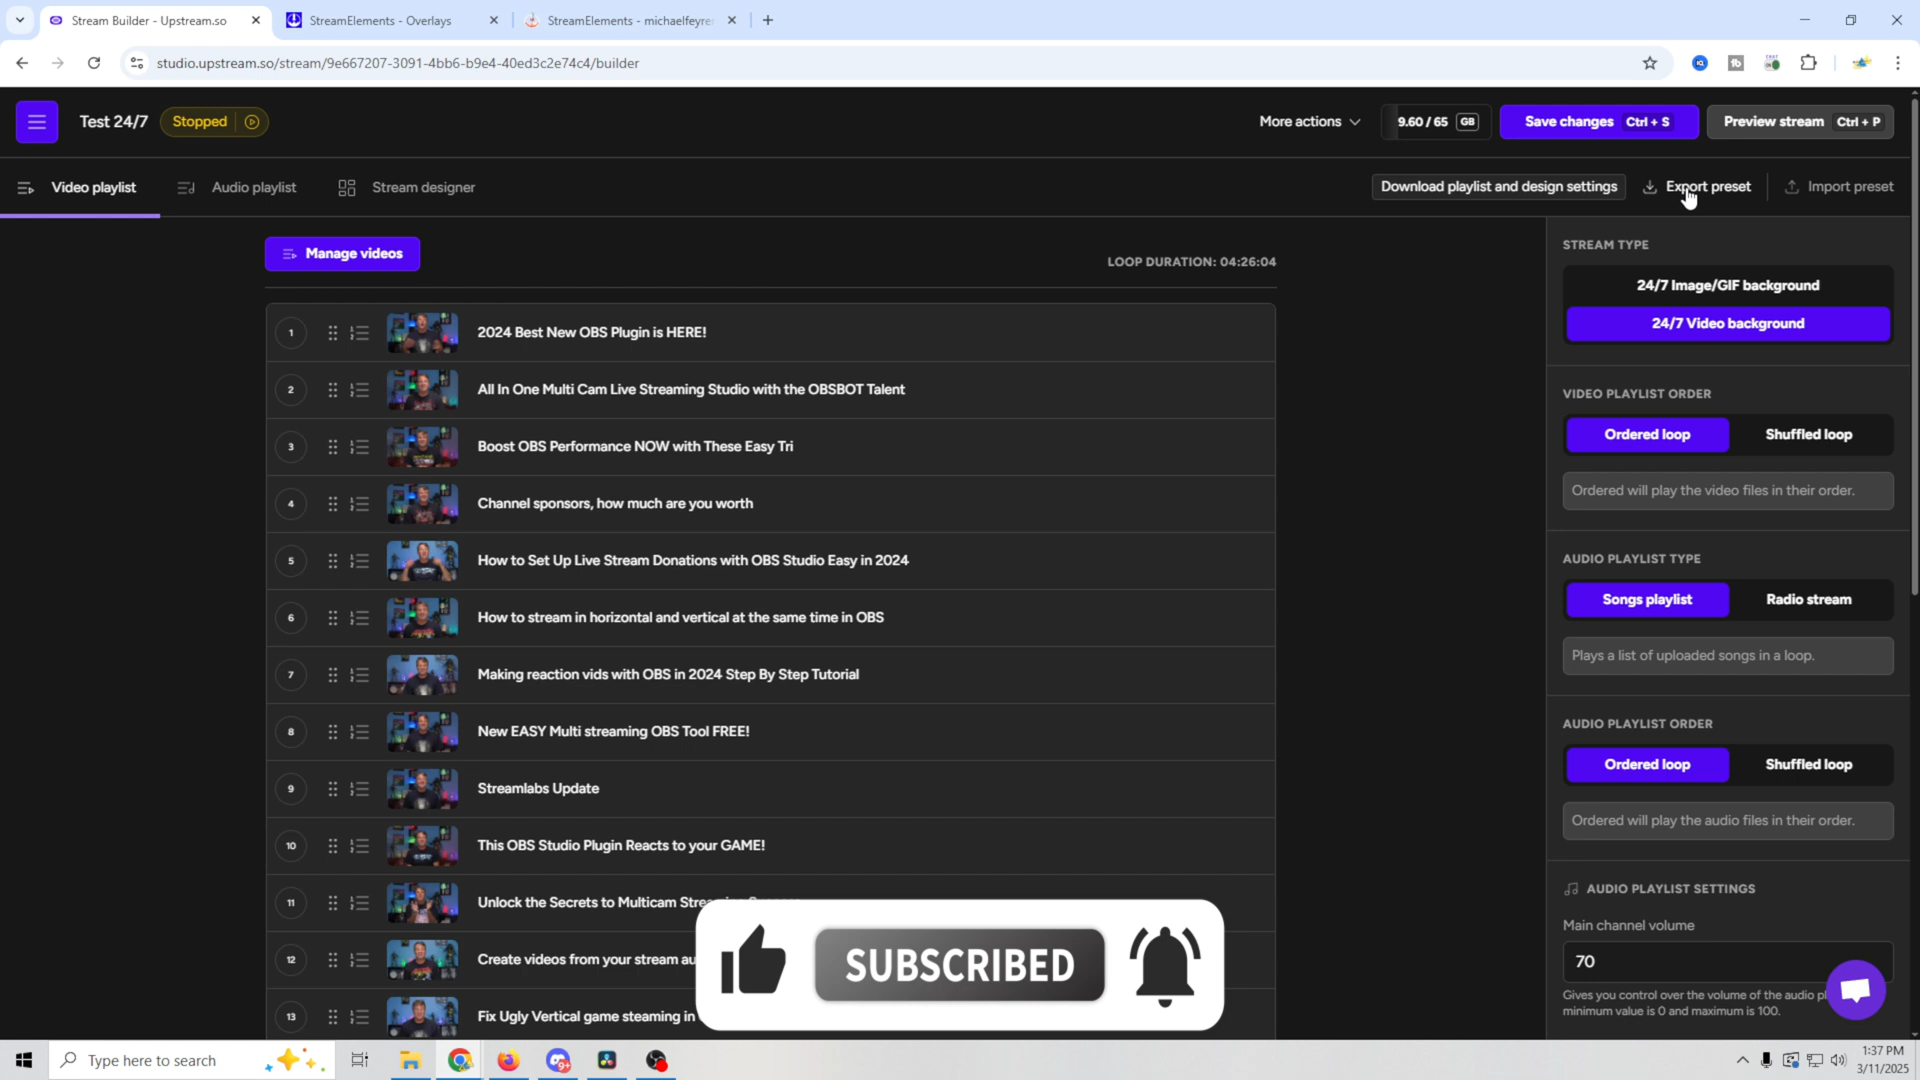 Stream Builder - Upstream.so
StreamElements - Overlays
StreamElements - michaelfeyre
studio.upstream.so/stream/9e667207-3091-4bb6-b9e4-40ed3c2e74c4/builder
Test 24/7
Stopped
More actions
9.60 / 65 GB
Save changes Ctrl + S
Preview stream Ctrl + P
Video playlist
Audio playlist
Stream designer
Download playlist and design settings
Export preset
Import preset
Manage videos
LOOP DURATION: 04:26:04
1 2024 Best New OBS Plugin is HERE!
2 All In One Multi Cam Live Streaming Studio with the OBSBOT Talent
3 Boost OBS Performance NOW with These Easy Tri
4 Channel sponsors, how much are you worth
5 How to Set Up Live Stream Donations with OBS Studio Easy in 2024
6 How to stream in horizontal and vertical at the same time in OBS
7 Making reaction vids with OBS in 2024 Step By Step Tutorial
8 New EASY Multi streaming OBS Tool FREE!
9 Streamlabs Update
10 This OBS Studio Plugin Reacts to your GAME!
11 Unlock the Secrets to Multicam
12 Create videos from your stream au
13 Fix Ugly Vertical game steaming in
STREAM TYPE
24/7 Image/GIF background
24/7 Video background
VIDEO PLAYLIST ORDER
Ordered loop
Shuffled loop
Ordered will play the video files in their order.
AUDIO PLAYLIST TYPE
Songs playlist
Radio stream
Plays a list of uploaded songs in a loop.
AUDIO PLAYLIST ORDER
Ordered loop
Shuffled loop
Ordered will play the audio files in their order.
AUDIO PLAYLIST SETTINGS
Main channel volume
70
Gives you control over the volume of the audio pl
minimum value is 0 and maximum is 100.
SUBSCRIBED
Type here to search
9+
1:37 PM
3/11/2025